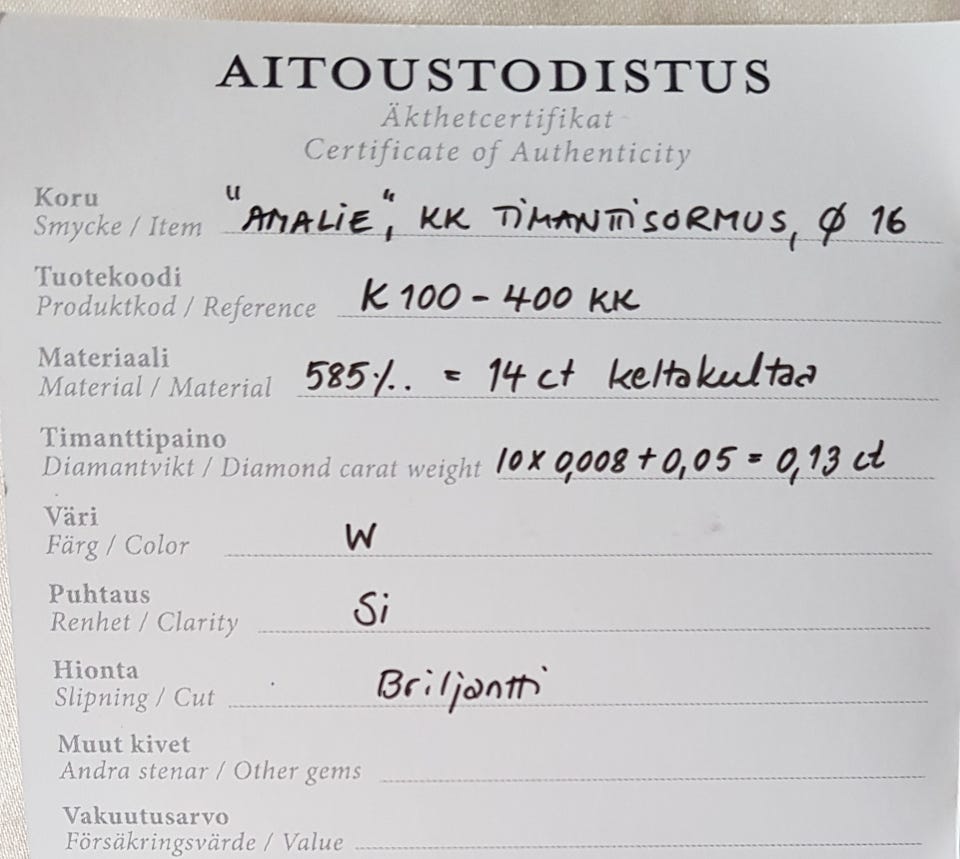 AITOUSTODISTUS
Äkthetcertifikat
Certificate of Authenticity
Koru
Smycke / Item "AMALIE", KK TIMANTTISORMUS, Ø 16
Tuotekoodi
Produktkod / Reference K 100 - 400 KK
Materiaali
Material / Material 585‰ = 14 ct keltakultaa
Timanttipaino
Diamantvikt / Diamond carat weight 10 x 0,008 + 0,05 = 0,13 ct
Väri
Färg / Color W
Puhtaus
Renhet / Clarity Si
Hionta
Slipning / Cut Briljantti
Muut kivet
Andra stenar / Other gems
Vakuutusarvo
Försäkringsvärde / Value